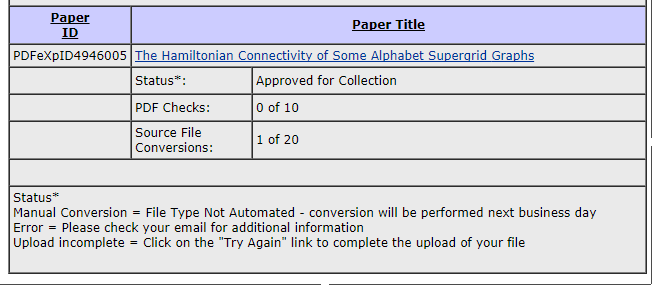 Paper
ID
Paper Title
PDFeXpID4946005
The Hamiltonian Connectivity of Some Alphabet Supergrid Graphs
Status*:
Approved for Collection
PDF Checks:
0 of 10
Source File
Conversions:
1 of 20
Status*
Manual Conversion = File Type Not Automated - conversion will be performed next business day
Error = Please check your email for additional information
Upload incomplete = Click on the "Try Again" link to complete the upload of your file